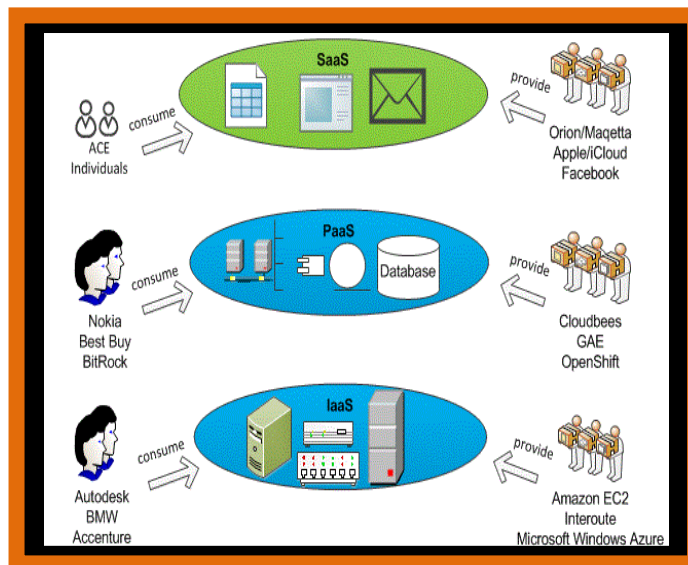 SaaS
consume
ACE
Individuals
provide
Orion/Maqetta
Apple/iCloud
Facebook
PaaS
Database
consume
Nokia
Best Buy
BitRock
provide
Cloudbees
GAE
OpenShift
IaaS
consume
Autodesk
BMW
Accenture
provide
Amazon EC2
Interoute
Microsoft Windows Azure